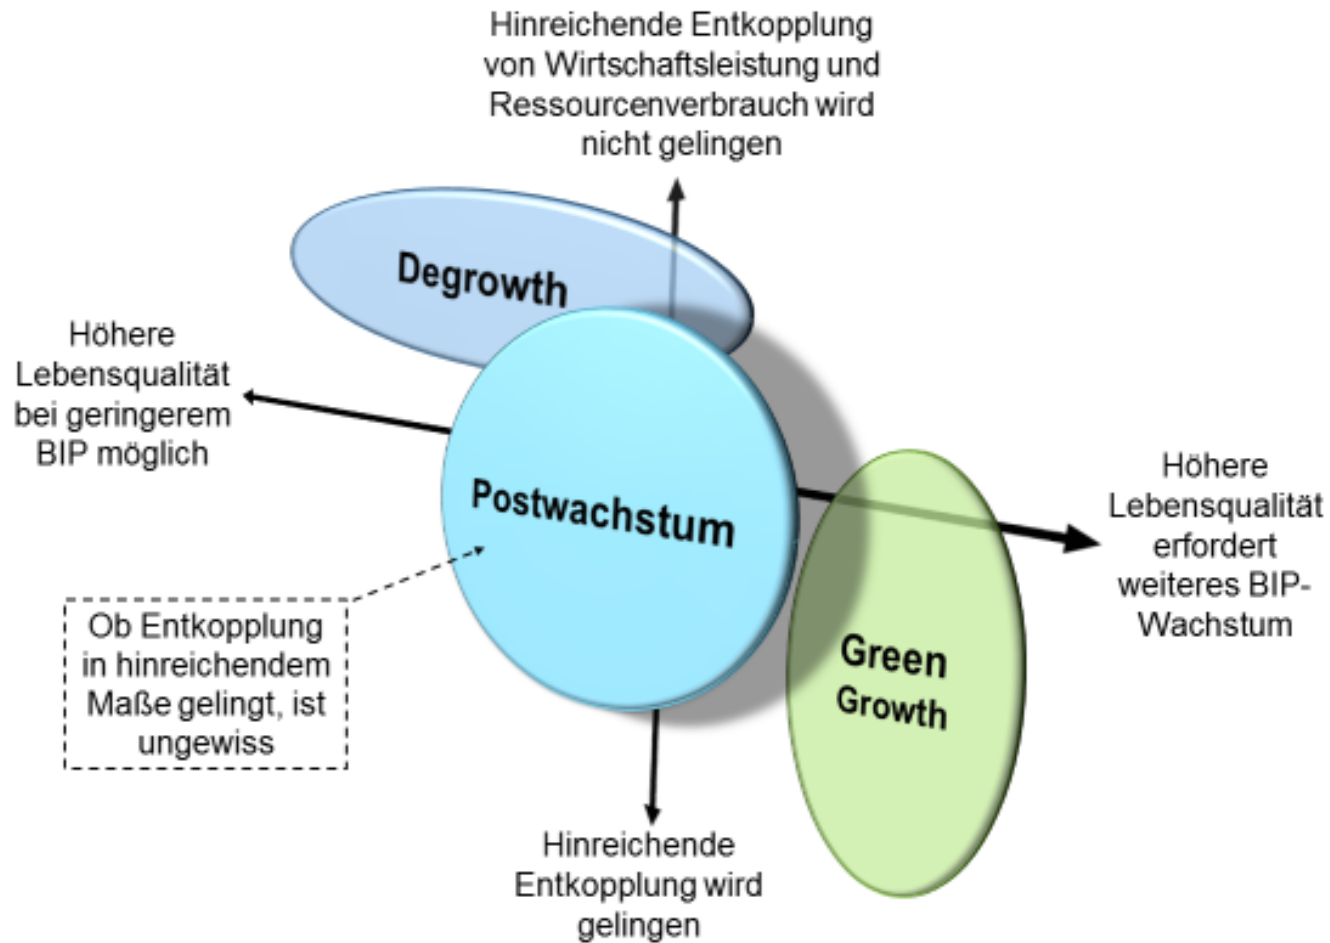 Hinreichende Entkopplung
von Wirtschaftsleistung und
Ressourcenverbrauch wird
nicht gelingen
Degrowth
Höhere
Lebensqualität
bei geringerem
BIP möglich
Postwachstum
Höhere
Lebensqualität
erfordert
weiteres BIP-
Wachstum
Ob Entkopplung
in hinreichendem
Maße gelingt, ist
ungewiss
Green
Growth
Hinreichende
Entkopplung wird
gelingen